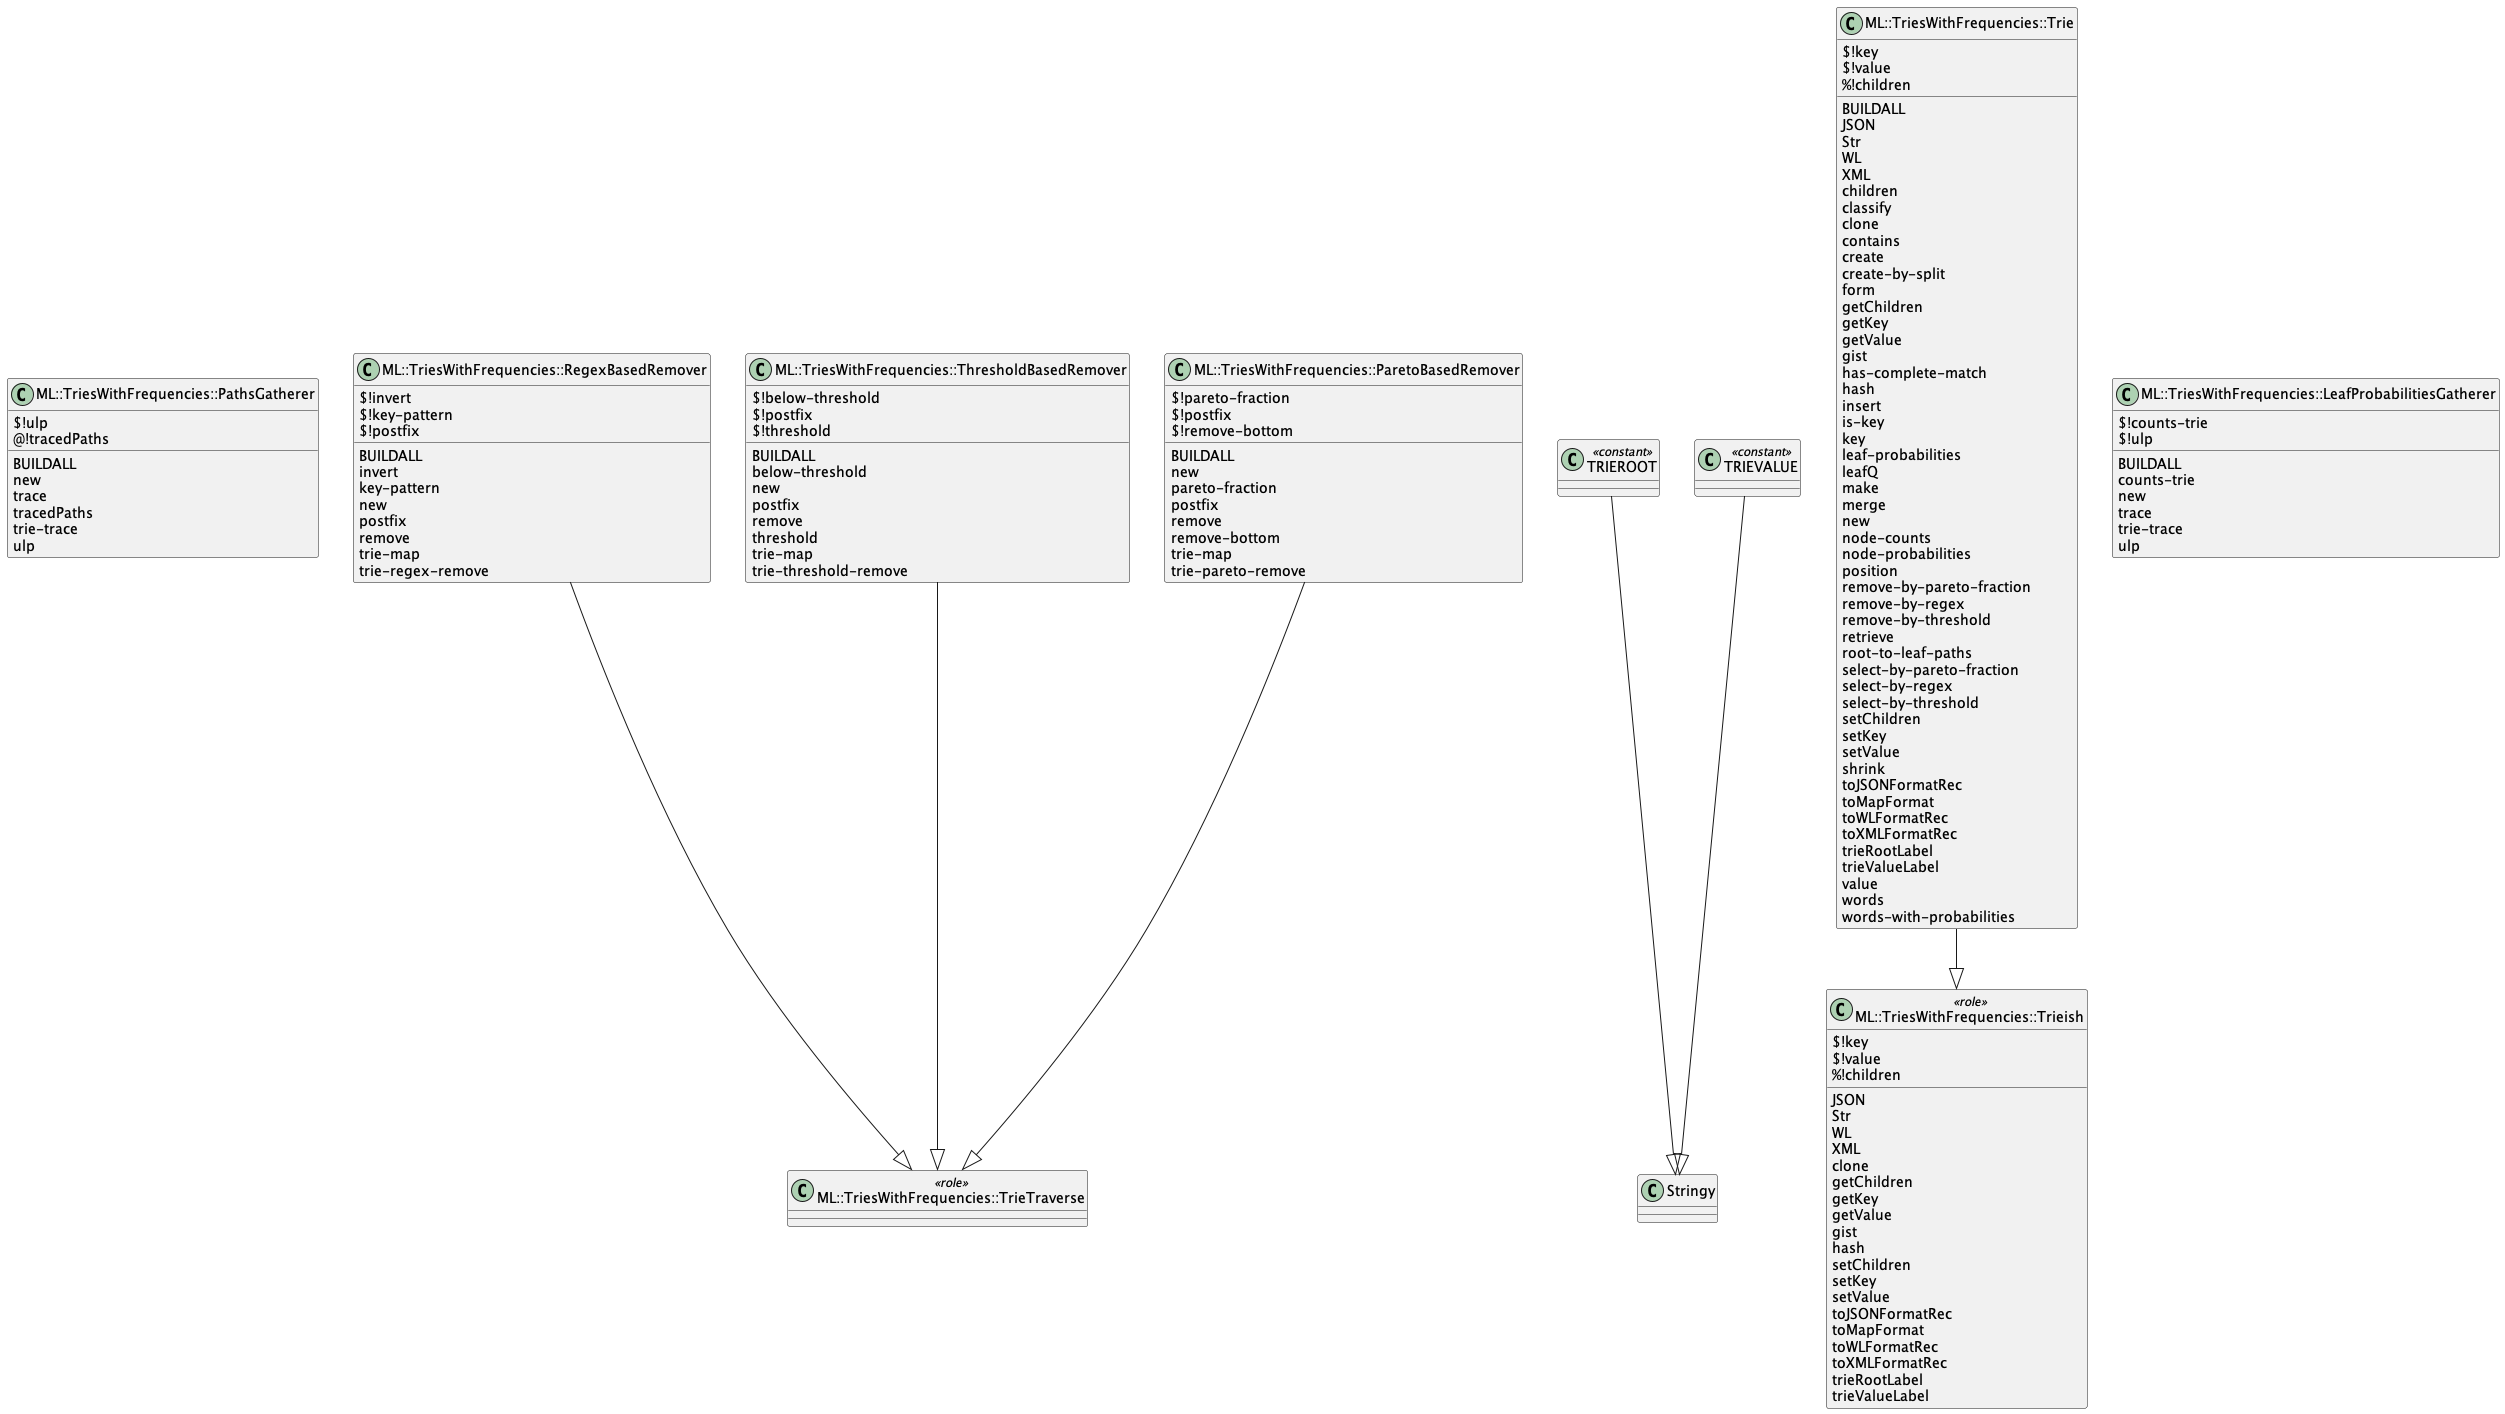 C ML::TriesWithFrequencies::PathsGatherer
$!ulp
@!tracedPaths
BUILDALL
new
trace
tracedPaths
trie-trace
ulp
C ML::TriesWithFrequencies::RegexBasedRemover
$!invert
$!key-pattern
$!postfix
BUILDALL
invert
key-pattern
new
postfix
remove
trie-map
trie-regex-remove
C ML::TriesWithFrequencies::ThresholdBasedRemover
$!below-threshold
$!postfix
$!threshold
BUILDALL
below-threshold
new
postfix
remove
threshold
trie-map
trie-threshold-remove
C ML::TriesWithFrequencies::ParetoBasedRemover
$!pareto-fraction
$!postfix
$!remove-bottom
BUILDALL
new
pareto-fraction
postfix
remove
remove-bottom
trie-map
trie-pareto-remove
«constant»
C TRIEROOT
«constant»
C TRIEVALUE
C ML::TriesWithFrequencies::Trie
$!key
$!value
%!children
BUILDALL
JSON
Str
WL
XML
children
classify
clone
contains
create
create-by-split
form
getChildren
getKey
getValue
gist
has-complete-match
hash
insert
is-key
key
leaf-probabilities
leafQ
make
merge
new
node-counts
node-probabilities
position
remove-by-pareto-fraction
remove-by-regex
remove-by-threshold
retrieve
root-to-leaf-paths
select-by-pareto-fraction
select-by-regex
select-by-threshold
setChildren
setKey
setValue
shrink
toJSONFormatRec
toMapFormat
toWLFormatRec
toXMLFormatRec
trieRootLabel
trieValueLabel
value
words
words-with-probabilities
C ML::TriesWithFrequencies::LeafProbabilitiesGatherer
$!counts-trie
$!ulp
BUILDALL
counts-trie
new
trace
trie-trace
ulp
«role»
C ML::TriesWithFrequencies::TrieTraverse
C Stringy
«role»
C ML::TriesWithFrequencies::Trieish
$!key
$!value
%!children
JSON
Str
WL
XML
clone
getChildren
getKey
getValue
gist
hash
setChildren
setKey
setValue
toJSONFormatRec
toMapFormat
toWLFormatRec
toXMLFormatRec
trieRootLabel
trieValueLabel